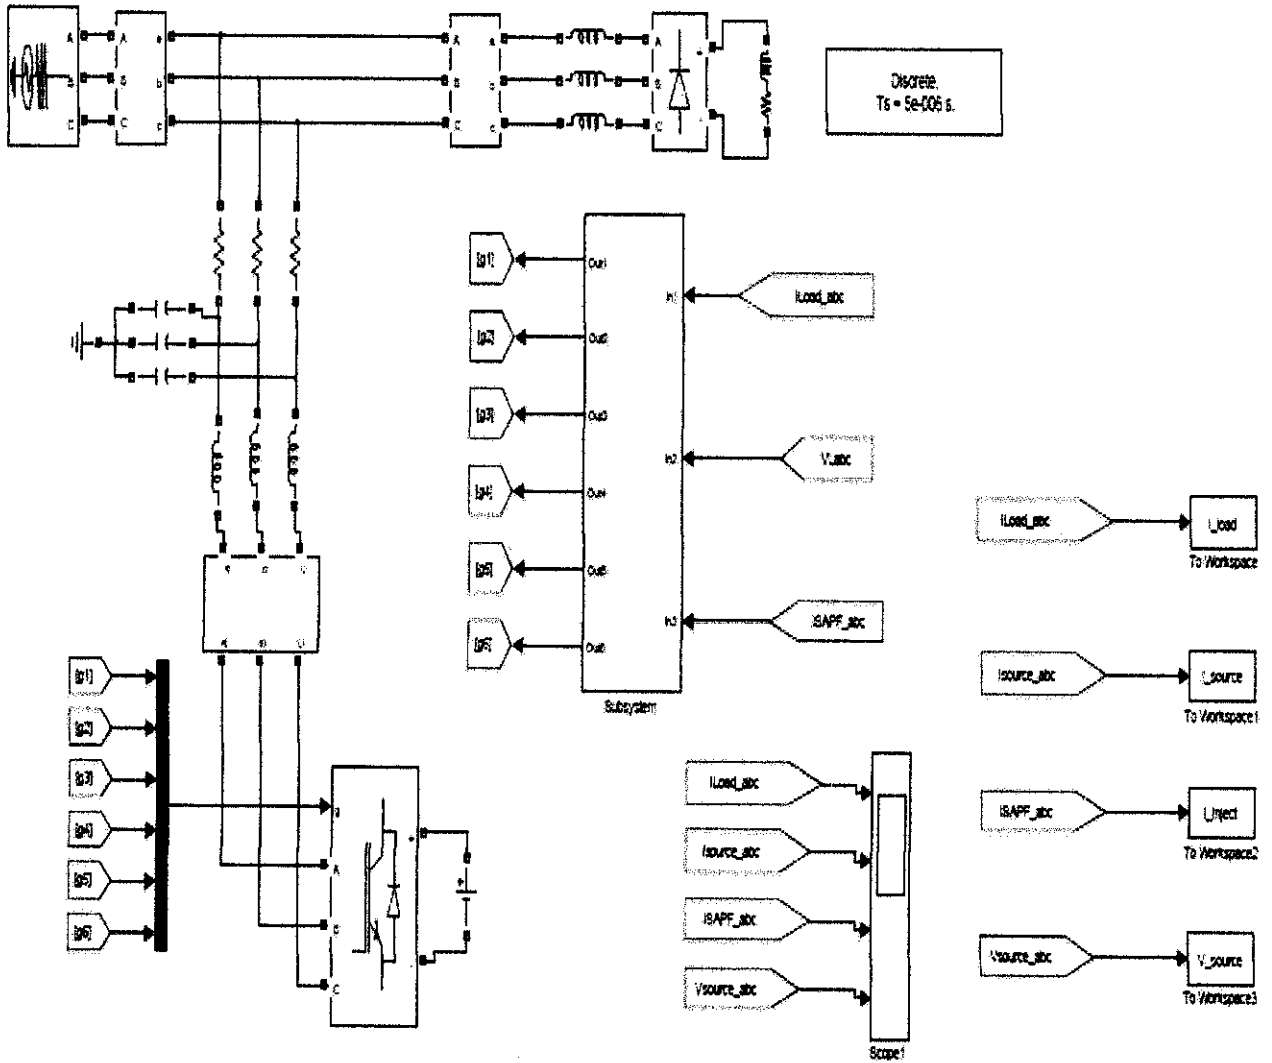 A
A
a
A
a
A
+
B
b
B
C
C
c
C
c
C
-
Discrete,
Ts = 5e-006 s.
[g1]
Out1
[g2]
Out2
[g3]
Out3
[g4]
Out4
[g5]
Out5
[g6]
Out6
In1
ILoad_abc
In2
In3
ISAPF_abc
Subsystem
ILoad_abc
I_load
To Workspace
Isource_abc
I_source
To Workspace1
ISAPF_abc
I_inject
To Workspace2
Vsource_abc
V_source
To Workspace3
[g1]
[g2]
[g3]
[g4]
[g5]
[g6]
g
A
B
C
+
-
+
ILoad_abc
Isource_abc
ISAPF_abc
Vsource_abc
Scope1